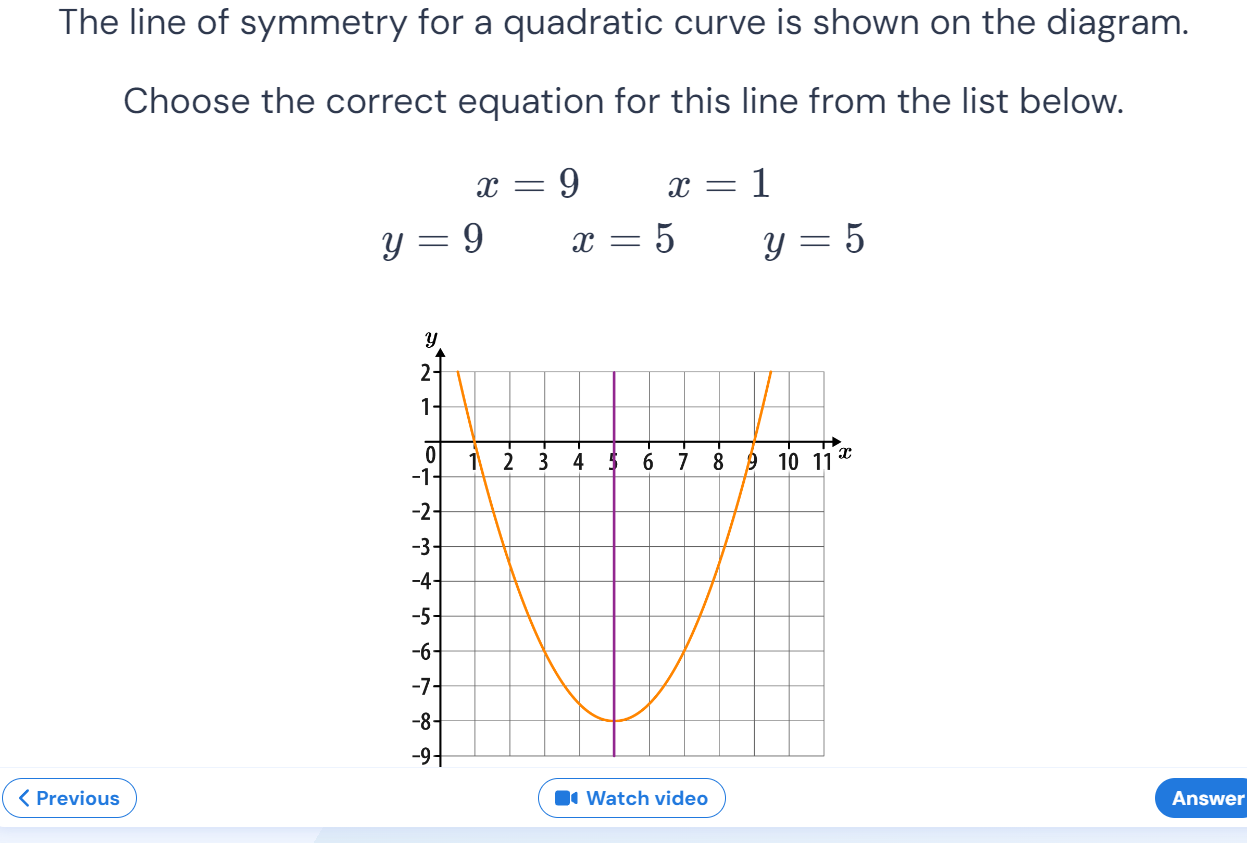 The line of symmetry for a quadratic curve is shown on the diagram.
Choose the correct equation for this line from the list below.
x = 9 x = 1
y = 9 x = 5 y = 5
y
2
1
0 1 2 3 4 5 6 7 8 9 10 11 x
-1
-2
-3
-4
-5
-6
-7
-8
-9
Previous Watch video Answer